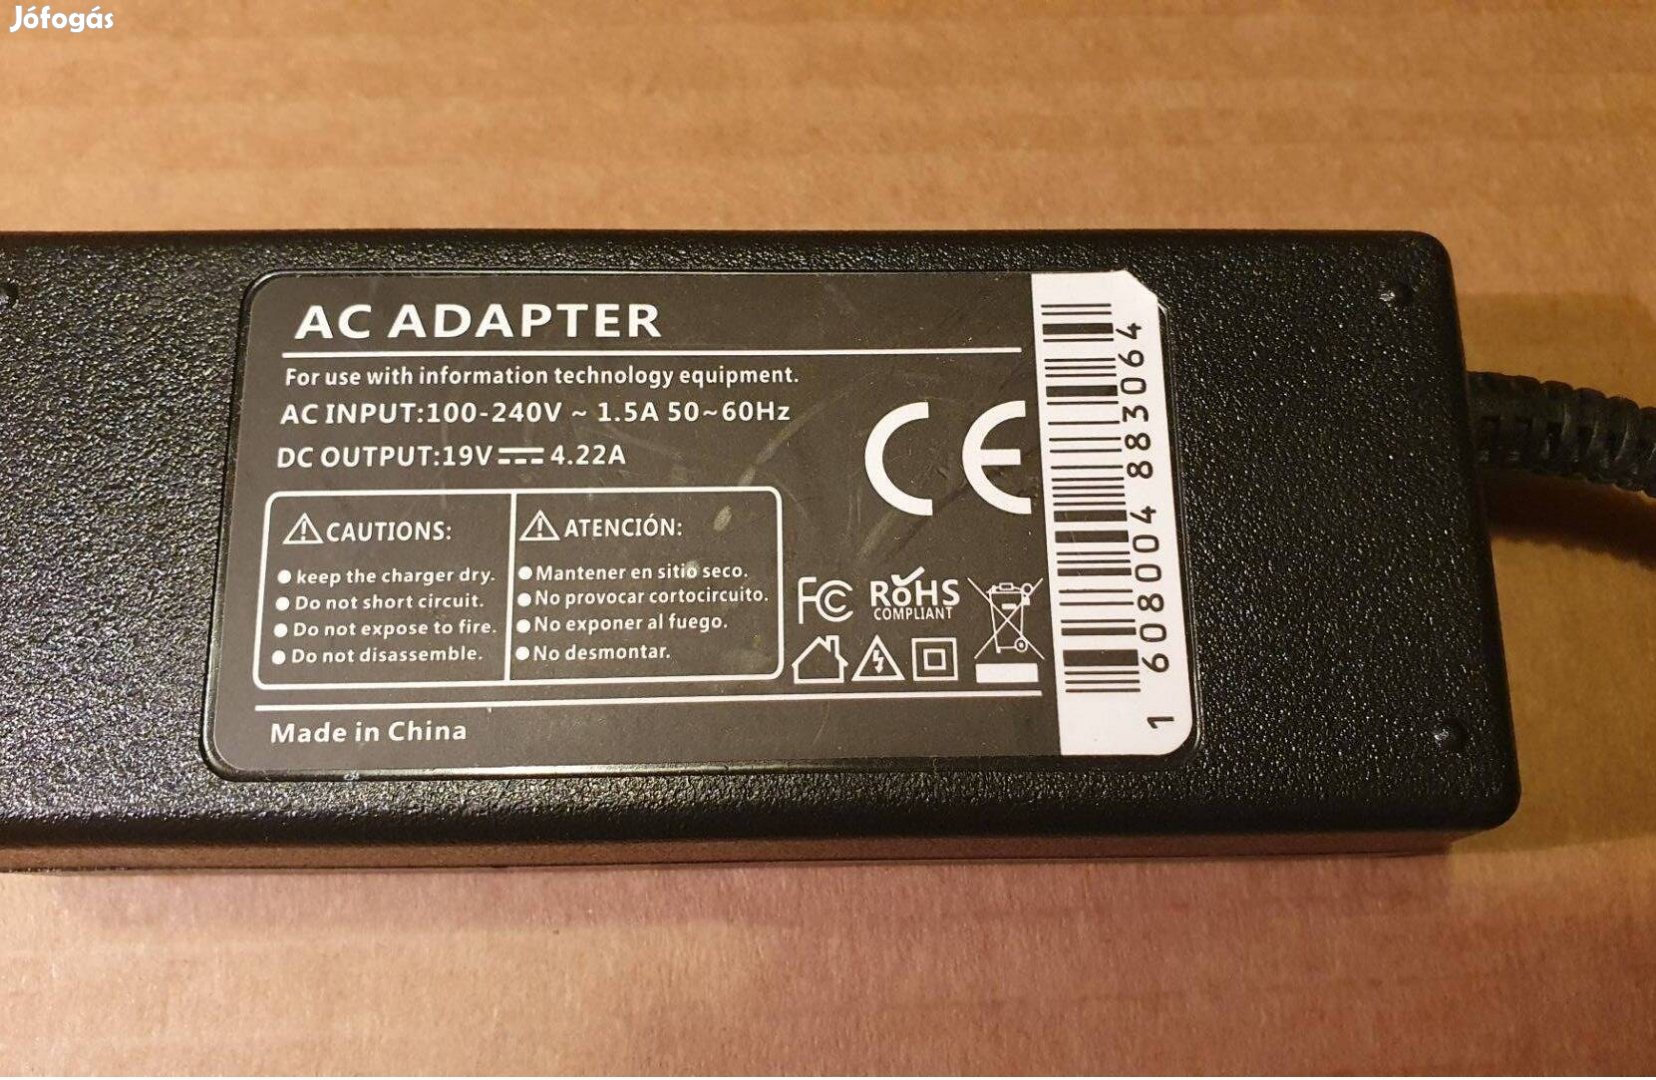 Jófogás
AC ADAPTER
For use with information technology equipment.
AC INPUT:100-240V ~ 1.5A 50~60Hz
DC OUTPUT:19V⎓4.22A
CAUTIONS:
● keep the charger dry.
● Do not short circuit.
● Do not expose to fire.
● Do not disassemble.
ATENCIÓN:
● Mantener en sitio seco.
● No provocar cortocircuito.
● No exponer al fuego.
● No desmontar.
CE
FC
RoHS
COMPLIANT
Made in China
1 60804 883064